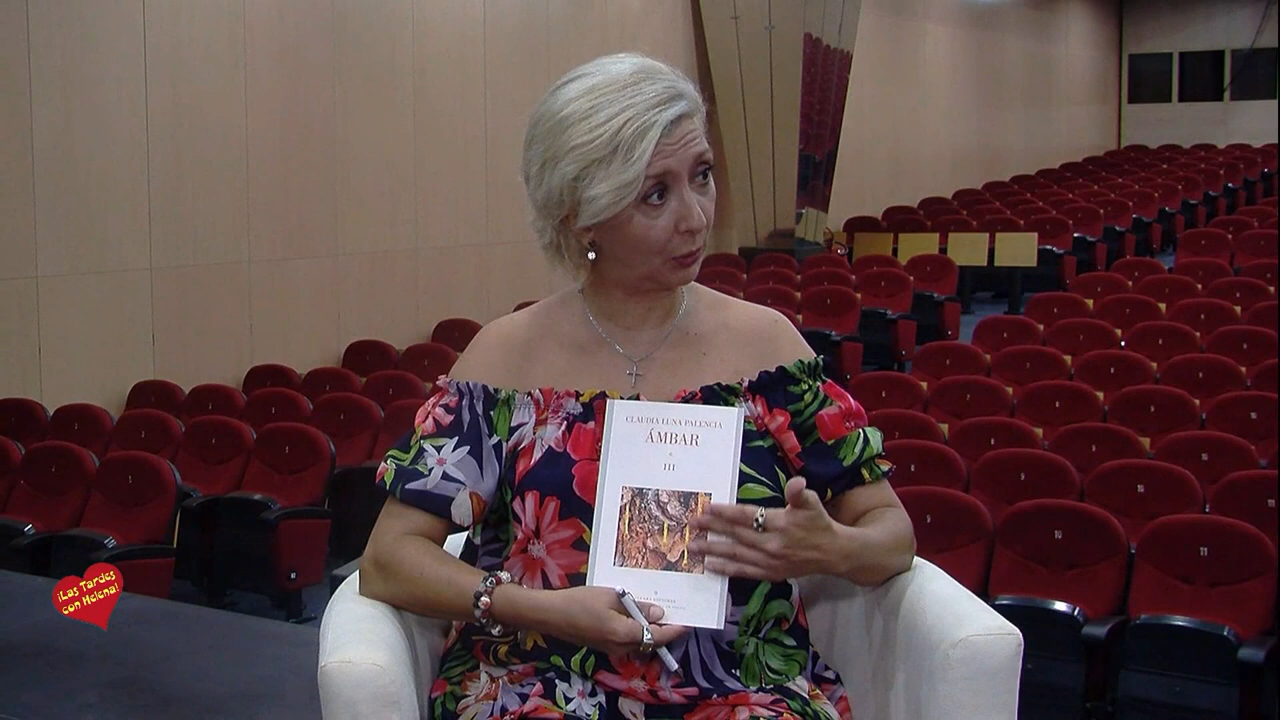 CLAUDIA LUNA PALENCIA
ÁMBAR
III
¡Las Tardes
con Helena!